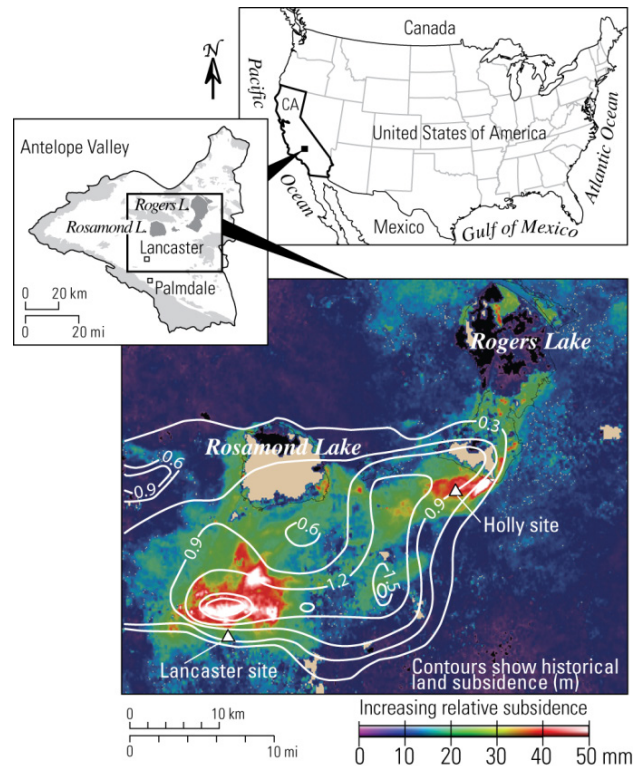 Canada
N
Pacific
Ocean
CA
United States of America
Atlantic Ocean
Mexico
Gulf of Mexico
Antelope Valley
Rogers L.
Rosamond L.
Lancaster
Palmdale
0 20 km
0 20 mi
Rogers Lake
Rosamond Lake
0.3
0.6
0.9
0.9
0.9
0.6
1.2
1.5
Holly site
Lancaster site
Contours show historical
land subsidence (m)
0 10 km
0 10 mi
Increasing relative subsidence
0 10 20 30 40 50 mm